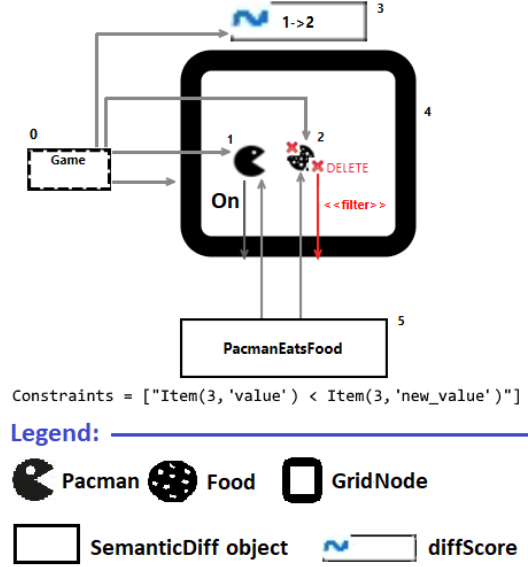 3
1->2
4
0
Game
1
2
DELETE
On
<<filter>>
5
PacmanEatsFood
Constraints = ["Item(3,'value') < Item(3,'new_value')"]
Legend:
Pacman
Food
GridNode
SemanticDiff object
diffScore